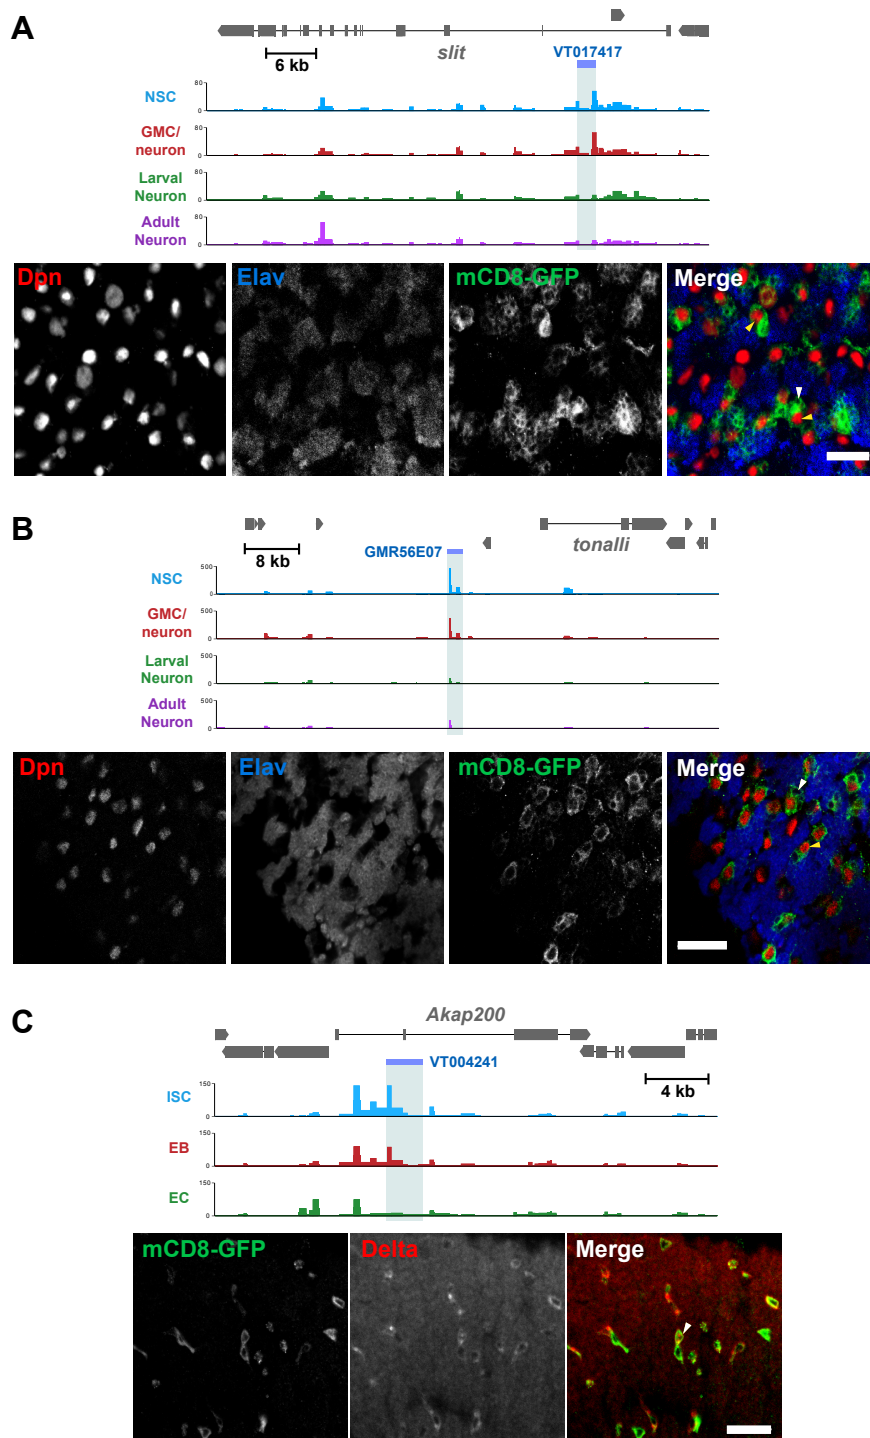 A
slit
VT017417
6 kb
NSC
80
0
GMC/
neuron
80
0
Larval
Neuron
80
0
Adult
Neuron
80
0
Dpn
Elav
mCD8-GFP
Merge
B
GMR56E07
tonalli
8 kb
NSC
500
0
GMC/
neuron
500
0
Larval
Neuron
500
0
Adult
Neuron
500
0
Dpn
Elav
mCD8-GFP
Merge
C
Akap200
VT004241
4 kb
ISC
150
0
EB
150
0
EC
150
0
mCD8-GFP
Delta
Merge